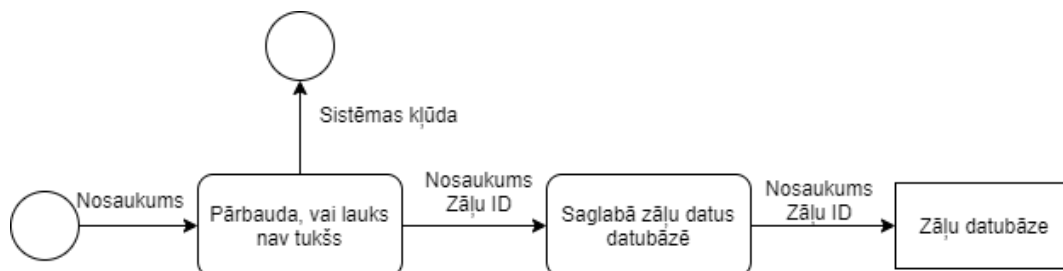 Sistēmas kļūda
Nosaukums
Pārbauda, vai lauks
nav tukšs
Nosaukums
Zāļu ID
Saglabā zāļu datus
datubāzē
Nosaukums
Zāļu ID
Zāļu datubāze